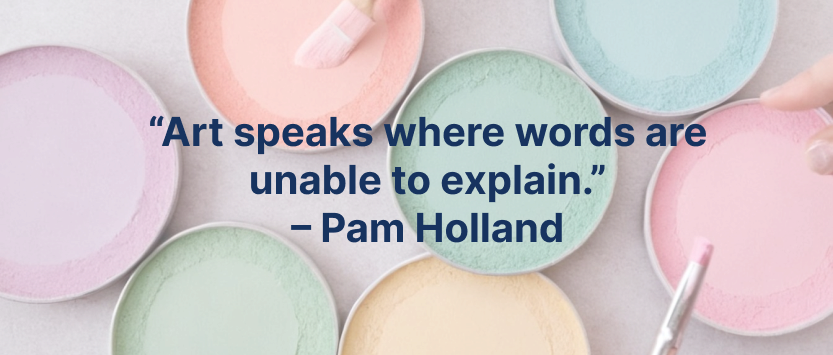 “Art speaks where words are
unable to explain.”
– Pam Holland